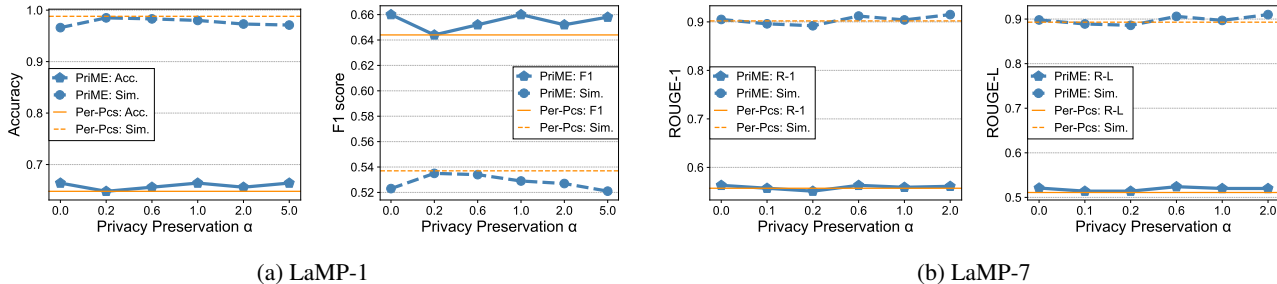 Accuracy
1.0
0.9
0.8
0.7
PriME: Acc.
PriME: Sim.
Per-Pcs: Acc.
Per-Pcs: Sim.
0.0 0.2 0.6 1.0 2.0 5.0
Privacy Preservation α
F1 score
0.66
0.64
0.62
0.60
0.58
0.56
0.54
0.52
PriME: F1
PriME: Sim.
Per-Pcs: F1
Per-Pcs: Sim.
0.0 0.2 0.6 1.0 2.0 5.0
Privacy Preservation α
(a) LaMP-1
ROUGE-1
0.9
0.8
0.7
0.6
PriME: R-1
PriME: Sim.
Per-Pcs: R-1
Per-Pcs: Sim.
0.0 0.1 0.2 0.6 1.0 2.0
Privacy Preservation α
ROUGE-L
0.9
0.8
0.7
0.6
0.5
PriME: R-L
PriME: Sim.
Per-Pcs: R-L
Per-Pcs: Sim.
0.0 0.1 0.2 0.6 1.0 2.0
Privacy Preservation α
(b) LaMP-7